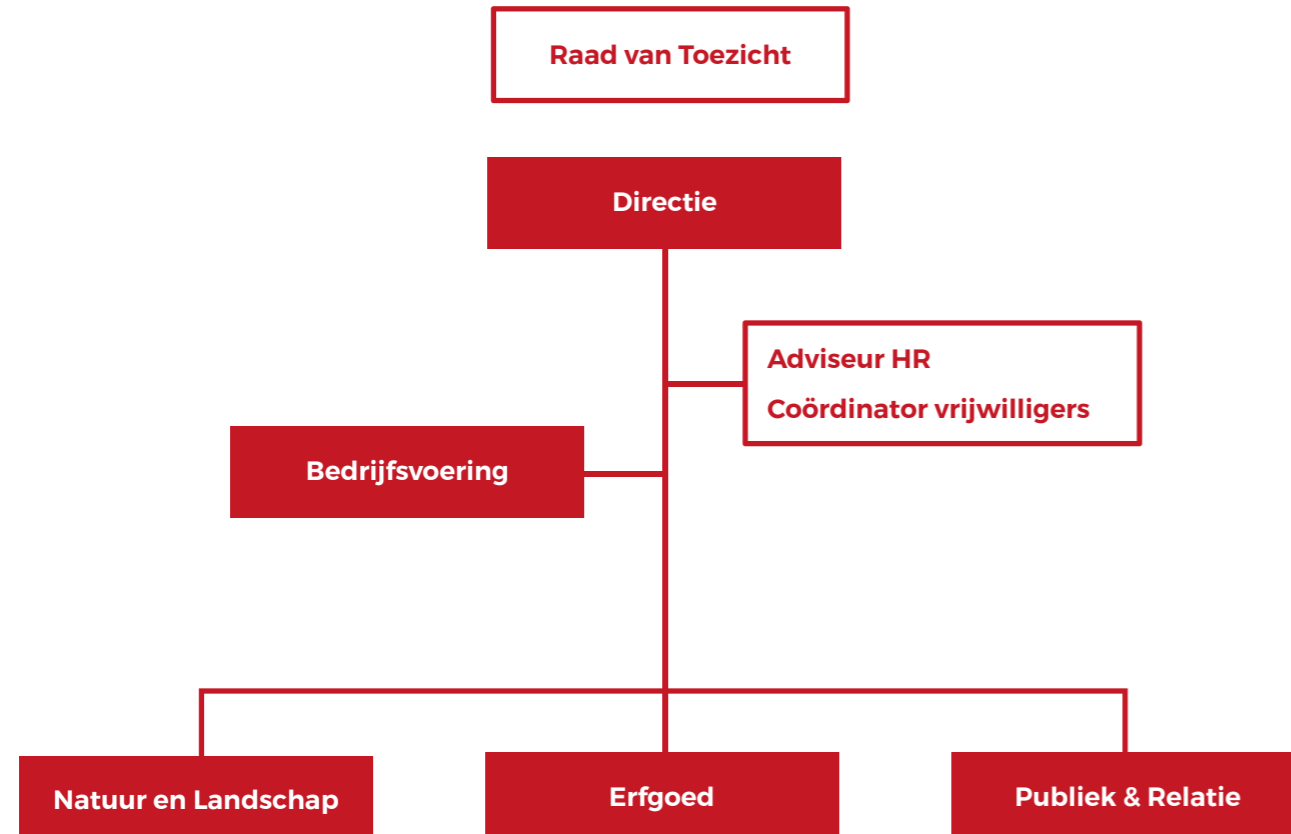 Raad van Toezicht
Directie
Adviseur HR
Coördinator vrijwilligers
Bedrijfsvoering
Natuur en Landschap
Erfgoed
Publiek & Relatie